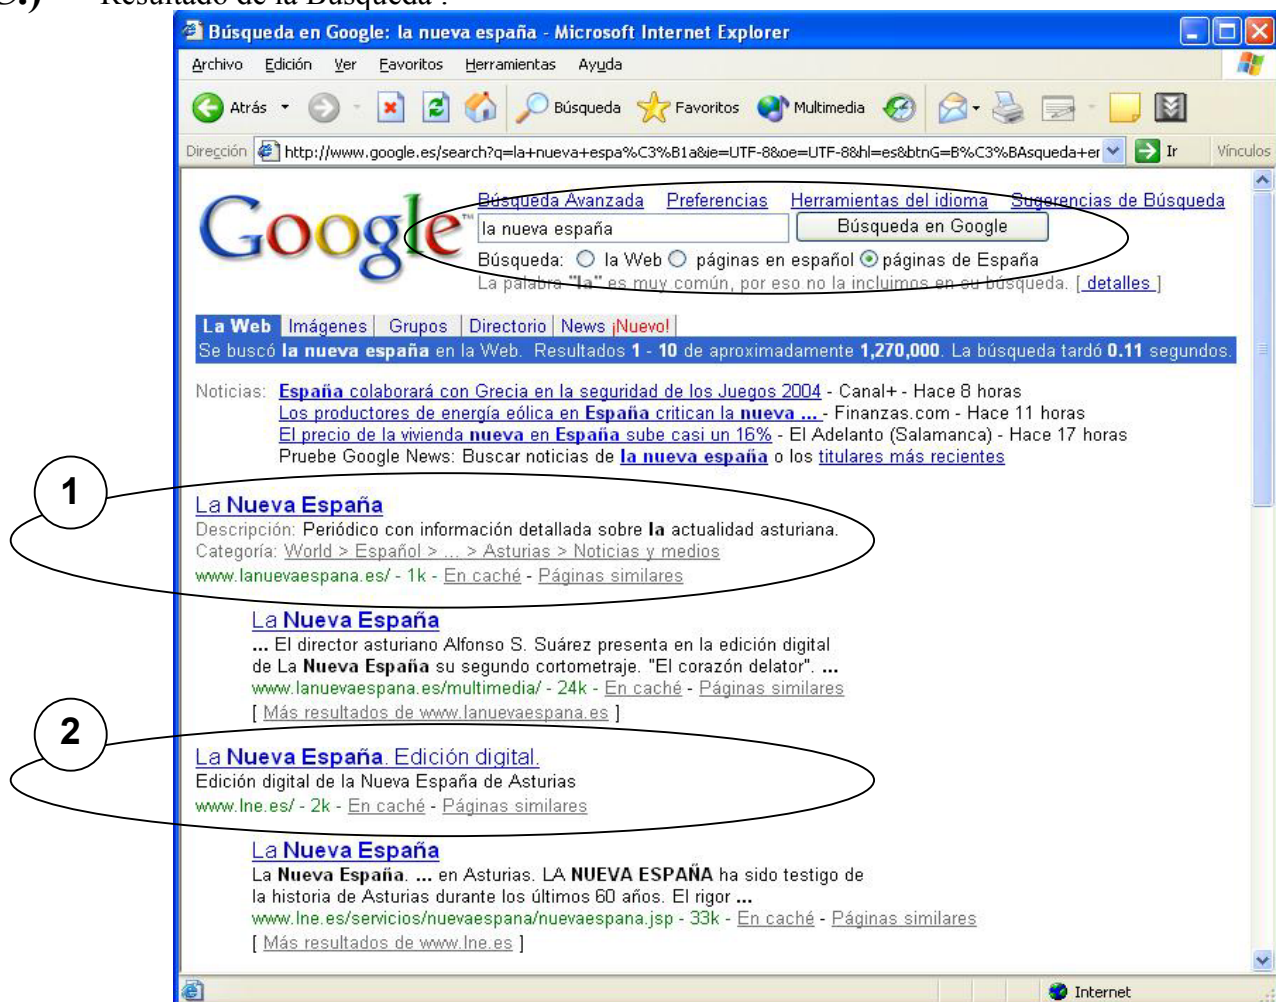 Resultado de la Búsqueda :
Búsqueda en Google: la nueva españa - Microsoft Internet Explorer
Archivo Edición Ver Favoritos Herramientas Ayuda
Atrás Búsqueda Favoritos Multimedia
Dirección http://www.google.es/search?q=la+nueva+espa%C3%B1a&ie=UTF-8&oe=UTF-8&hl=es&btnG=B%C3%BAsqueda+er Ir Vínculos
Google™
Búsqueda Avanzada Preferencias Herramientas del idioma Sugerencias de Búsqueda
la nueva españa Búsqueda en Google
Búsqueda: la Web páginas en español páginas de España
La palabra "la" es muy común, por eso no la incluimos en su búsqueda. [ detalles ]
La Web Imágenes Grupos Directorio News ¡Nuevo!
Se buscó la nueva españa en la Web. Resultados 1 - 10 de aproximadamente 1,270,000. La búsqueda tardó 0.11 segundos.
Noticias: España colaborará con Grecia en la seguridad de los Juegos 2004 - Canal+ - Hace 8 horas
Los productores de energía eólica en España critican la nueva ... - Finanzas.com - Hace 11 horas
El precio de la vivienda nueva en España sube casi un 16% - El Adelanto (Salamanca) - Hace 17 horas
Pruebe Google News: Buscar noticias de la nueva españa o los titulares más recientes
1
La Nueva España
Descripción: Periódico con información detallada sobre la actualidad asturiana.
Categoría: World > Español > ... > Asturias > Noticias y medios
www.lanuevaespana.es/ - 1k - En caché - Páginas similares
La Nueva España
... El director asturiano Alfonso S. Suárez presenta en la edición digital
de La Nueva España su segundo cortometraje. "El corazón delator". ...
www.lanuevaespana.es/multimedia/ - 24k - En caché - Páginas similares
[ Más resultados de www.lanuevaespana.es ]
2
La Nueva España. Edición digital.
Edición digital de la Nueva España de Asturias
www.lne.es/ - 2k - En caché - Páginas similares
La Nueva España
La Nueva España. ... en Asturias. LA NUEVA ESPAÑA ha sido testigo de
la historia de Asturias durante los últimos 60 años. El rigor ...
www.lne.es/servicios/nuevaespana/nuevaespana.jsp - 33k - En caché - Páginas similares
[ Más resultados de www.lne.es ]
Internet